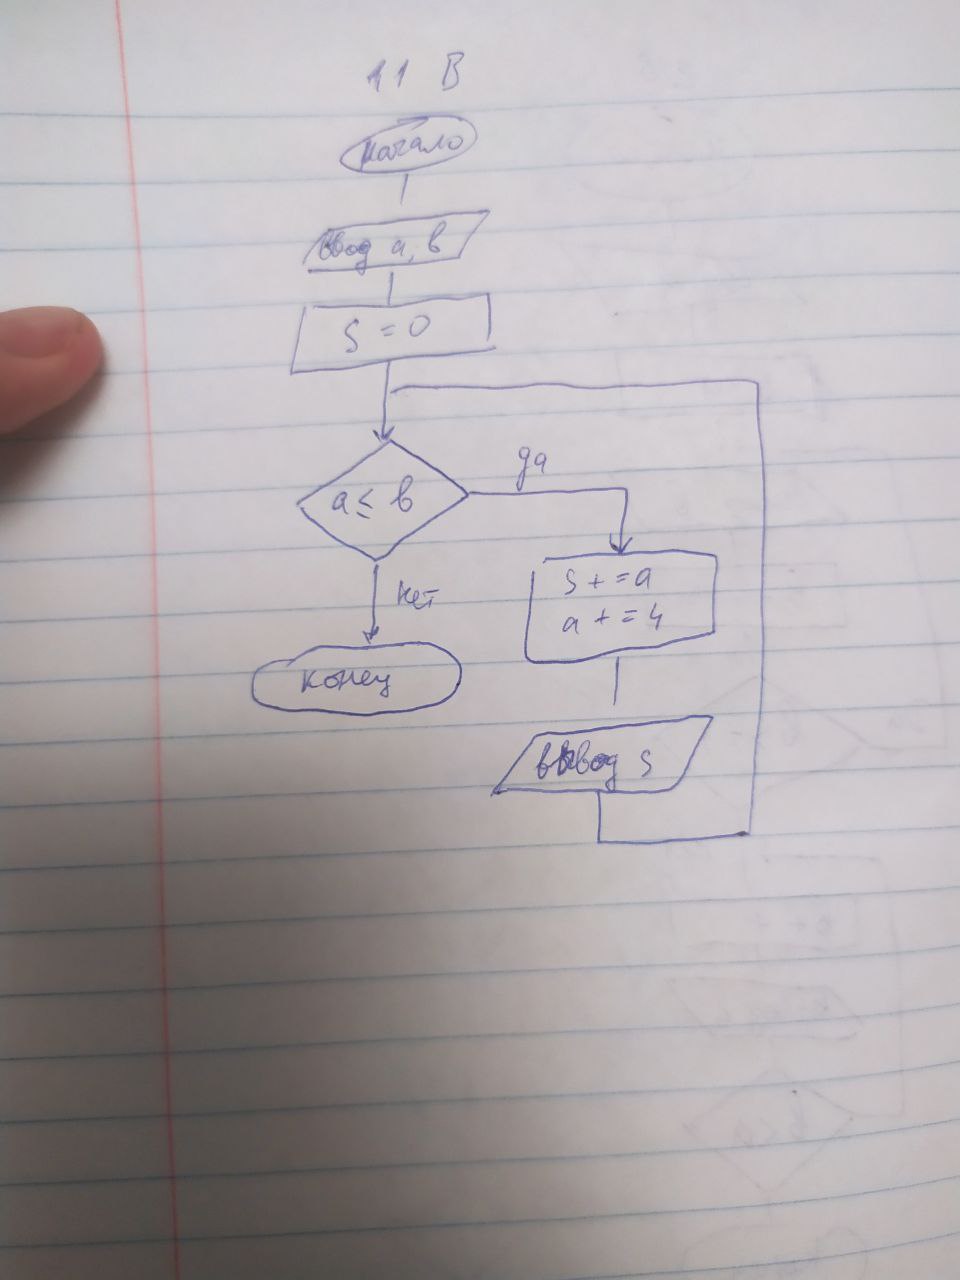 11 В
начало
ввод а, в
S = 0
а ≤ в
да
нет
S + = а
а + = 4
конец
вывод S